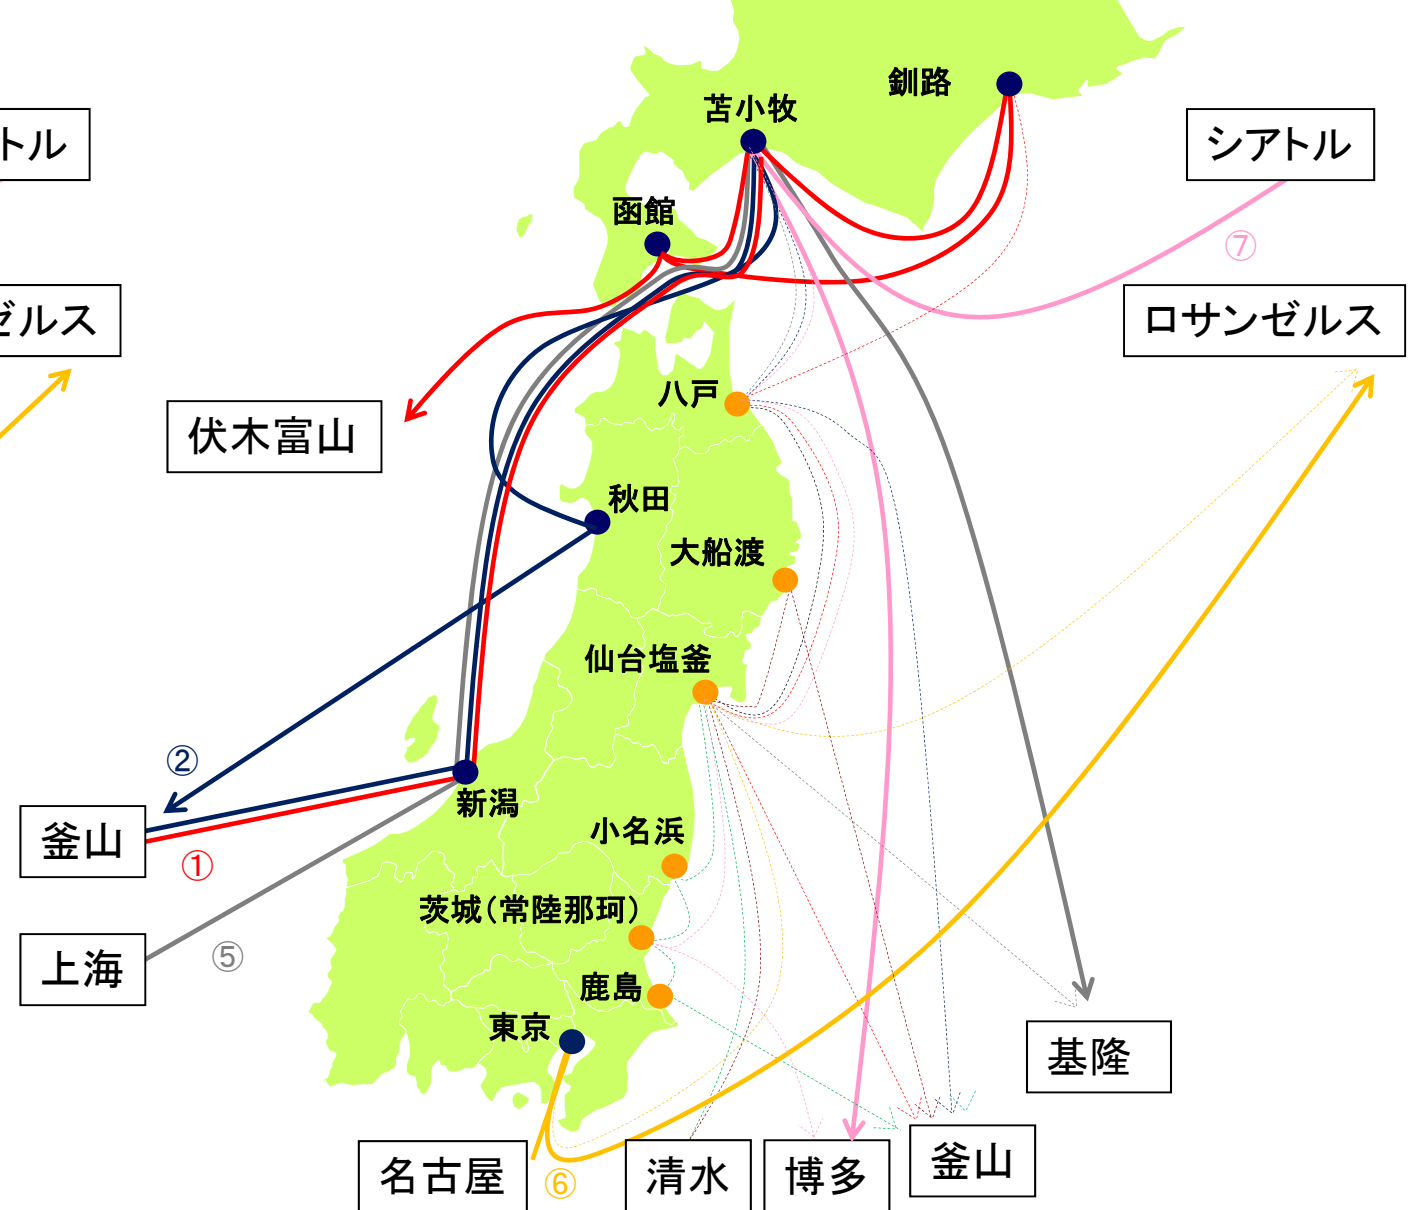 釧路
苫小牧
トル
シアトル
函館
⑦
ゼルス
ロサンゼルス
八戸
伏木富山
秋田
大船渡
仙台塩釜
②
新潟
釜山
小名浜
①
茨城（常陸那珂）
上海
⑤
鹿島
東京
基隆
名古屋
⑥
清水
博多
釜山